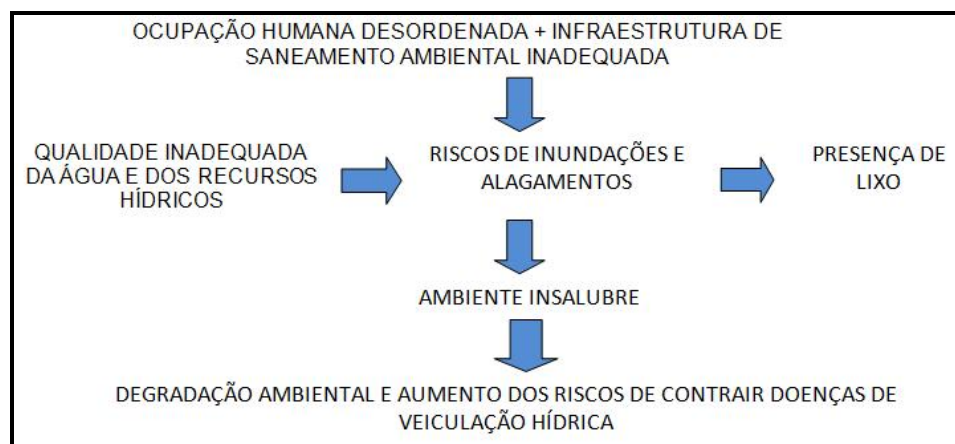 OCUPAÇÃO HUMANA DESORDENADA + INFRAESTRUTURA DE
SANEAMENTO AMBIENTAL INADEQUADA
QUALIDADE INADEQUADA
DA ÁGUA E DOS RECURSOS
HÍDRICOS
RISCOS DE INUNDAÇÕES E
ALAGAMENTOS
PRESENÇA DE
LIXO
AMBIENTE INSALUBRE
DEGRADAÇÃO AMBIENTAL E AUMENTO DOS RISCOS DE CONTRAIR DOENÇAS DE
VEICULAÇÃO HÍDRICA